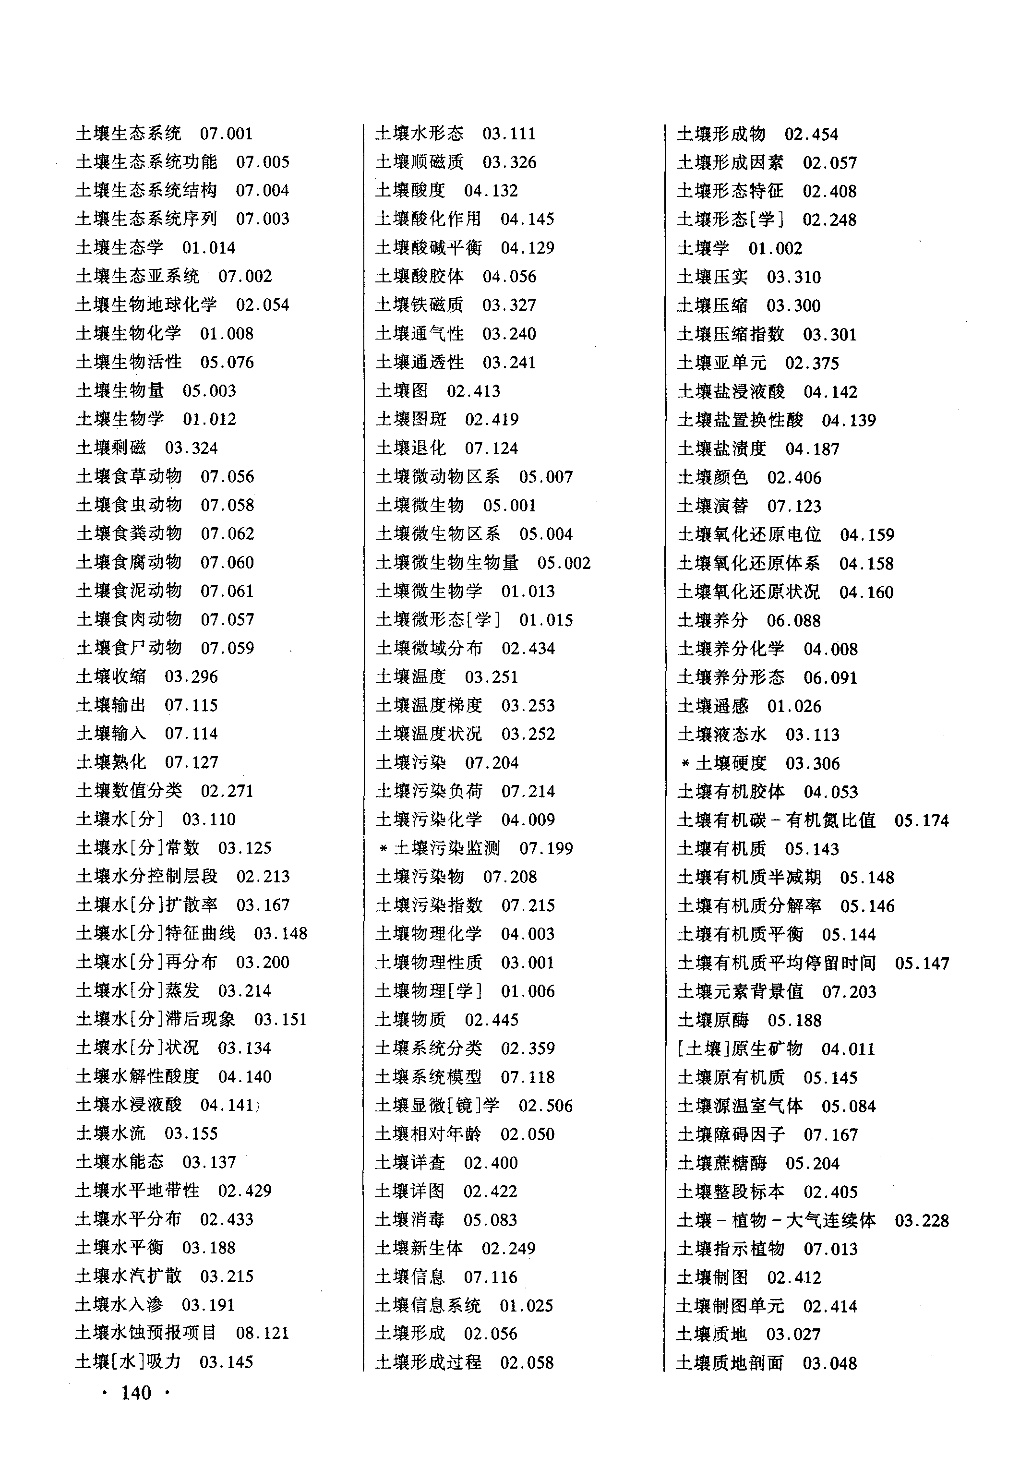 土壤生态系统 07.001
土壤生态系统功能 07.005
土壤生态系统结构 07.004
土壤生态系统序列 07.003
土壤生态学 01.014
土壤生态亚系统 07.002
土壤生物地球化学 02.054
土壤生物化学 01.008
土壤生物活性 05.076
土壤生物量 05.003
土壤生物学 01.012
土壤剩磁 03.324
土壤食草动物 07.056
土壤食虫动物 07.058
土壤食粪动物 07.062
土壤食腐动物 07.060
土壤食泥动物 07.061
土壤食肉动物 07.057
土壤食尸动物 07.059
土壤收缩 03.296
土壤输出 07.115
土壤输入 07.114
土壤熟化 07.127
土壤数值分类 02.271
土壤水[分] 03.110
土壤水[分]常数 03.125
土壤水分控制层段 02.213
土壤水[分]扩散率 03.167
土壤水[分]特征曲线 03.148
土壤水[分]再分布 03.200
土壤水[分]蒸发 03.214
土壤水[分]滞后现象 03.151
土壤水[分]状况 03.134
土壤水解性酸度 04.140
土壤水浸液酸 04.141
土壤水流 03.155
土壤水能态 03.137
土壤水平地带性 02.429
土壤水平分布 02.433
土壤水平衡 03.188
土壤水汽扩散 03.215
土壤水入渗 03.191
土壤水蚀预报项目 08.121
土壤[水]吸力 03.145
土壤水形态 03.111
土壤顺磁质 03.326
土壤酸度 04.132
土壤酸化作用 04.145
土壤酸碱平衡 04.129
土壤酸胶体 04.056
土壤铁磁质 03.327
土壤通气性 03.240
土壤通透性 03.241
土壤图 02.413
土壤图斑 02.419
土壤退化 07.124
土壤微动物区系 05.007
土壤微生物 05.001
土壤微生物区系 05.004
土壤微生物生物量 05.002
土壤微生物学 01.013
土壤微形态[学] 01.015
土壤微域分布 02.434
土壤温度 03.251
土壤温度梯度 03.253
土壤温度状况 03.252
土壤污染 07.204
土壤污染负荷 07.214
土壤污染化学 04.009
* 土壤污染监测 07.199
土壤污染物 07.208
土壤污染指数 07.215
土壤物理化学 04.003
土壤物理性质 03.001
土壤物理[学] 01.006
土壤物质 02.445
土壤系统分类 02.359
土壤系统模型 07.118
土壤显微[镜]学 02.506
土壤相对年龄 02.050
土壤详查 02.400
土壤详图 02.422
土壤消毒 05.083
土壤新生体 02.249
土壤信息 07.116
土壤信息系统 01.025
土壤形成 02.056
土壤形成过程 02.058
土壤形成物 02.454
土壤形成因素 02.057
土壤形态特征 02.408
土壤形态[学] 02.248
土壤学 01.002
土壤压实 03.310
土壤压缩 03.300
土壤压缩指数 03.301
土壤亚单元 02.375
土壤盐浸液酸 04.142
土壤盐置换性酸 04.139
土壤盐渍度 04.187
土壤颜色 02.406
土壤演替 07.123
土壤氧化还原电位 04.159
土壤氧化还原体系 04.158
土壤氧化还原状况 04.160
土壤养分 06.088
土壤养分化学 04.008
土壤养分形态 06.091
土壤遥感 01.026
土壤液态水 03.113
* 土壤硬度 03.306
土壤有机胶体 04.053
土壤有机碳－有机氮比值 05.174
土壤有机质 05.143
土壤有机质半减期 05.148
土壤有机质分解率 05.146
土壤有机质平衡 05.144
土壤有机质平均停留时间 05.147
土壤元素背景值 07.203
土壤原酶 05.188
[土壤]原生矿物 04.011
土壤原有机质 05.145
土壤源温室气体 05.084
土壤障碍因子 07.167
土壤蔗糖酶 05.204
土壤整段标本 02.405
土壤－植物－大气连续体 03.228
土壤指示植物 07.013
土壤制图 02.412
土壤制图单元 02.414
土壤质地 03.027
土壤质地剖面 03.048
· 140 ·